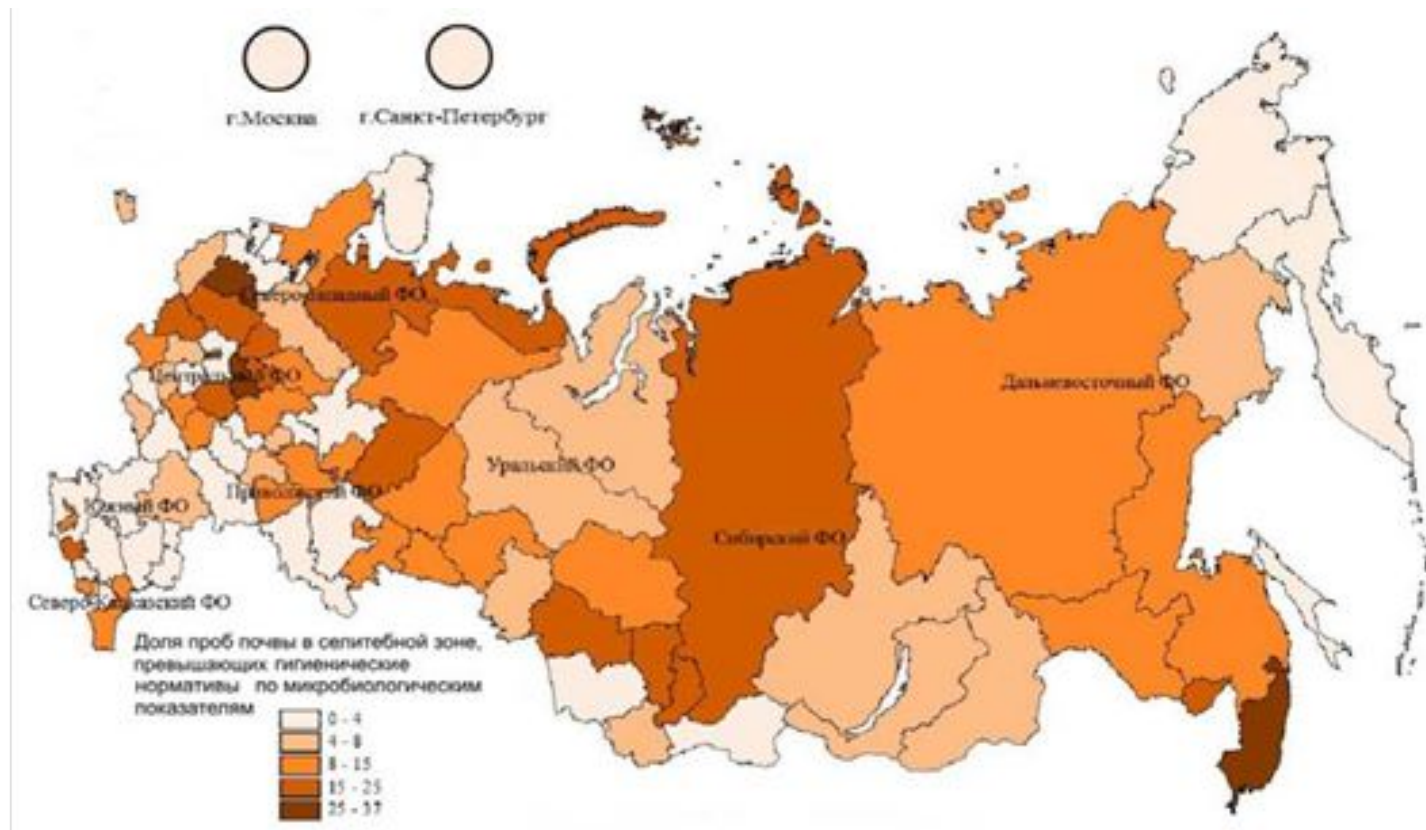 г.Москва
г.Санкт-Петербург
Северо-Западный ФО
Центральный ФО
Дальневосточный ФО
Уральский ФО
Приволжский ФО
Южный ФО
Сибирский ФО
Северо-Кавказский ФО
Доля проб почвы в селитебной зоне,
превышающих гигиенические
нормативы по микробиологическим
показателям
0 - 4
4 - 8
8 - 15
15 - 25
25 - 37